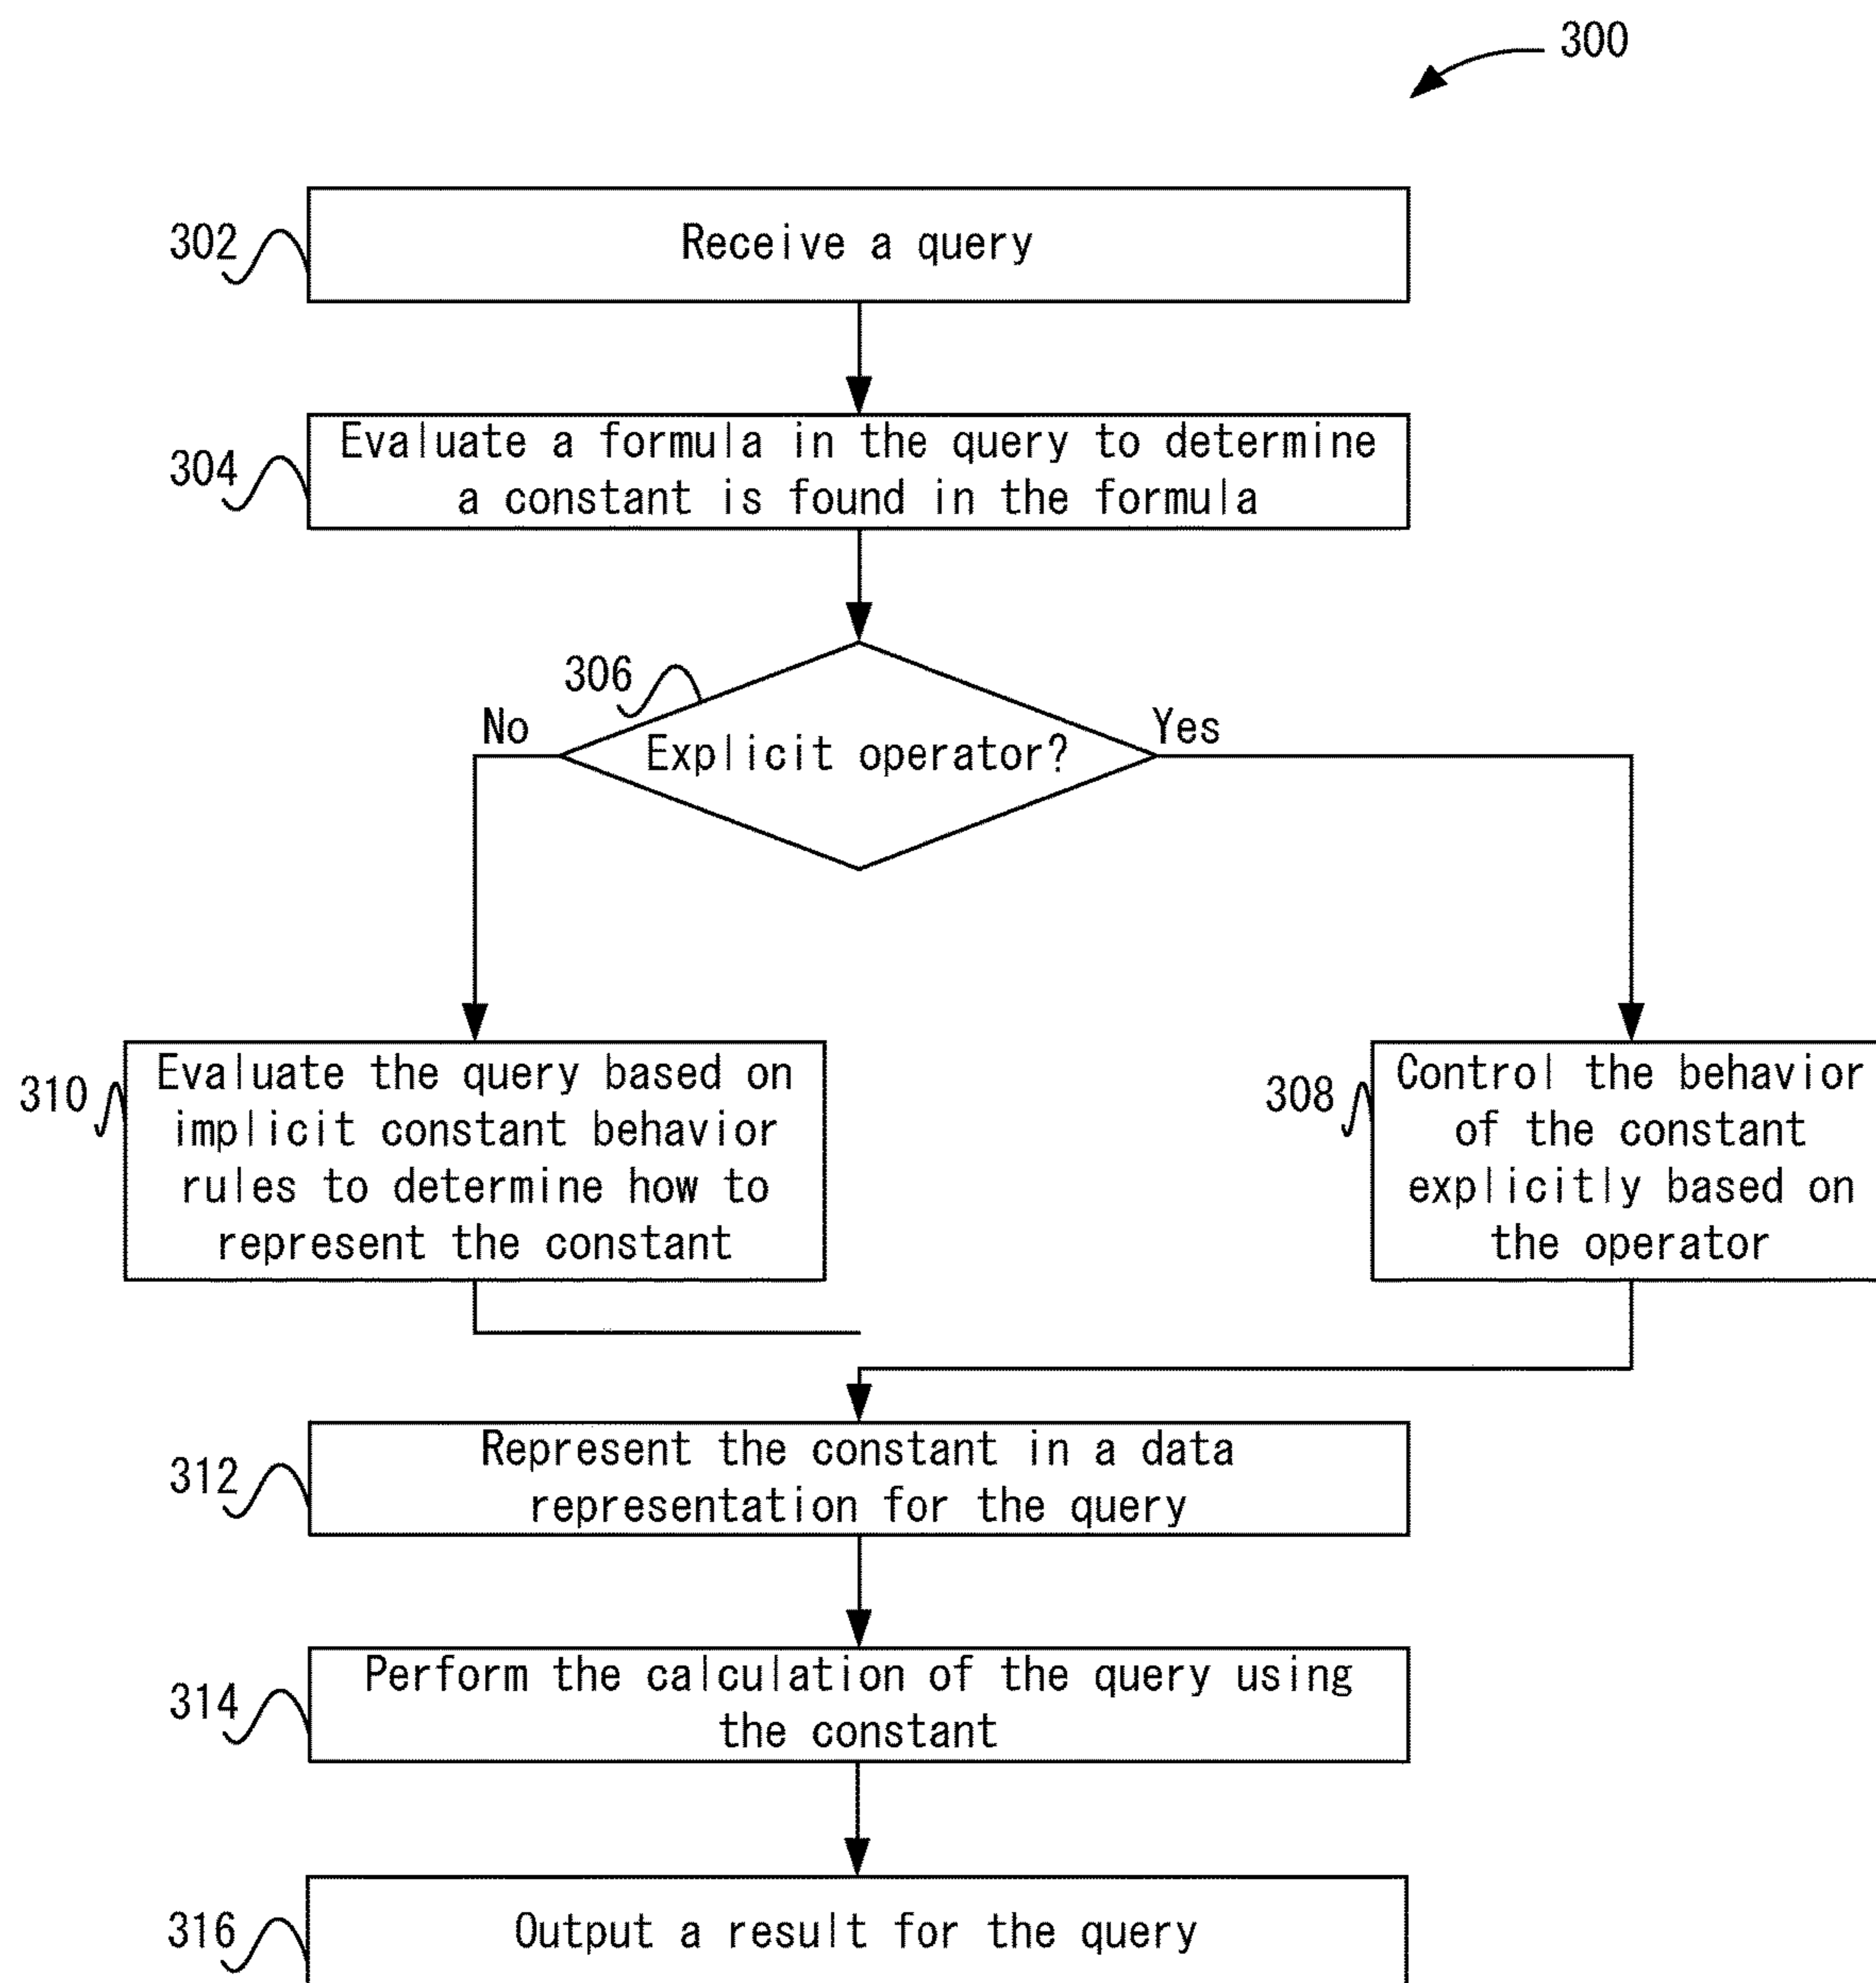 300
302
Receive a query
304
Evaluate a formula in the query to determine
a constant is found in the formula
306
No
Yes
Explicit operator?
310
Evaluate the query based on
implicit constant behavior
rules to determine how to
represent the constant
308
Control the behavior
of the constant
explicitly based on
the operator
312
Represent the constant in a data
representation for the query
314
Perform the calculation of the query using
the constant
316
Output a result for the query